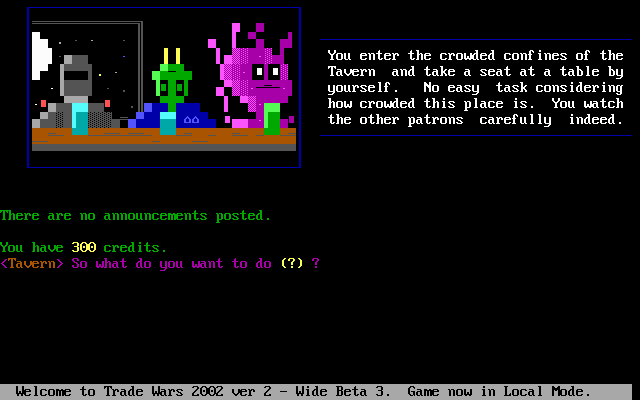 You enter the crowded confines of the
Tavern  and take a seat at a table by
yourself.   No easy  task considering
how crowded this place is.  You watch
the other patrons  carefully  indeed.
There are no announcements posted.
You have 300 credits.
<Tavern> So what do you want to do (?) ?
Welcome to Trade Wars 2002 ver 2 - Wide Beta 3.  Game now in Local Mode.